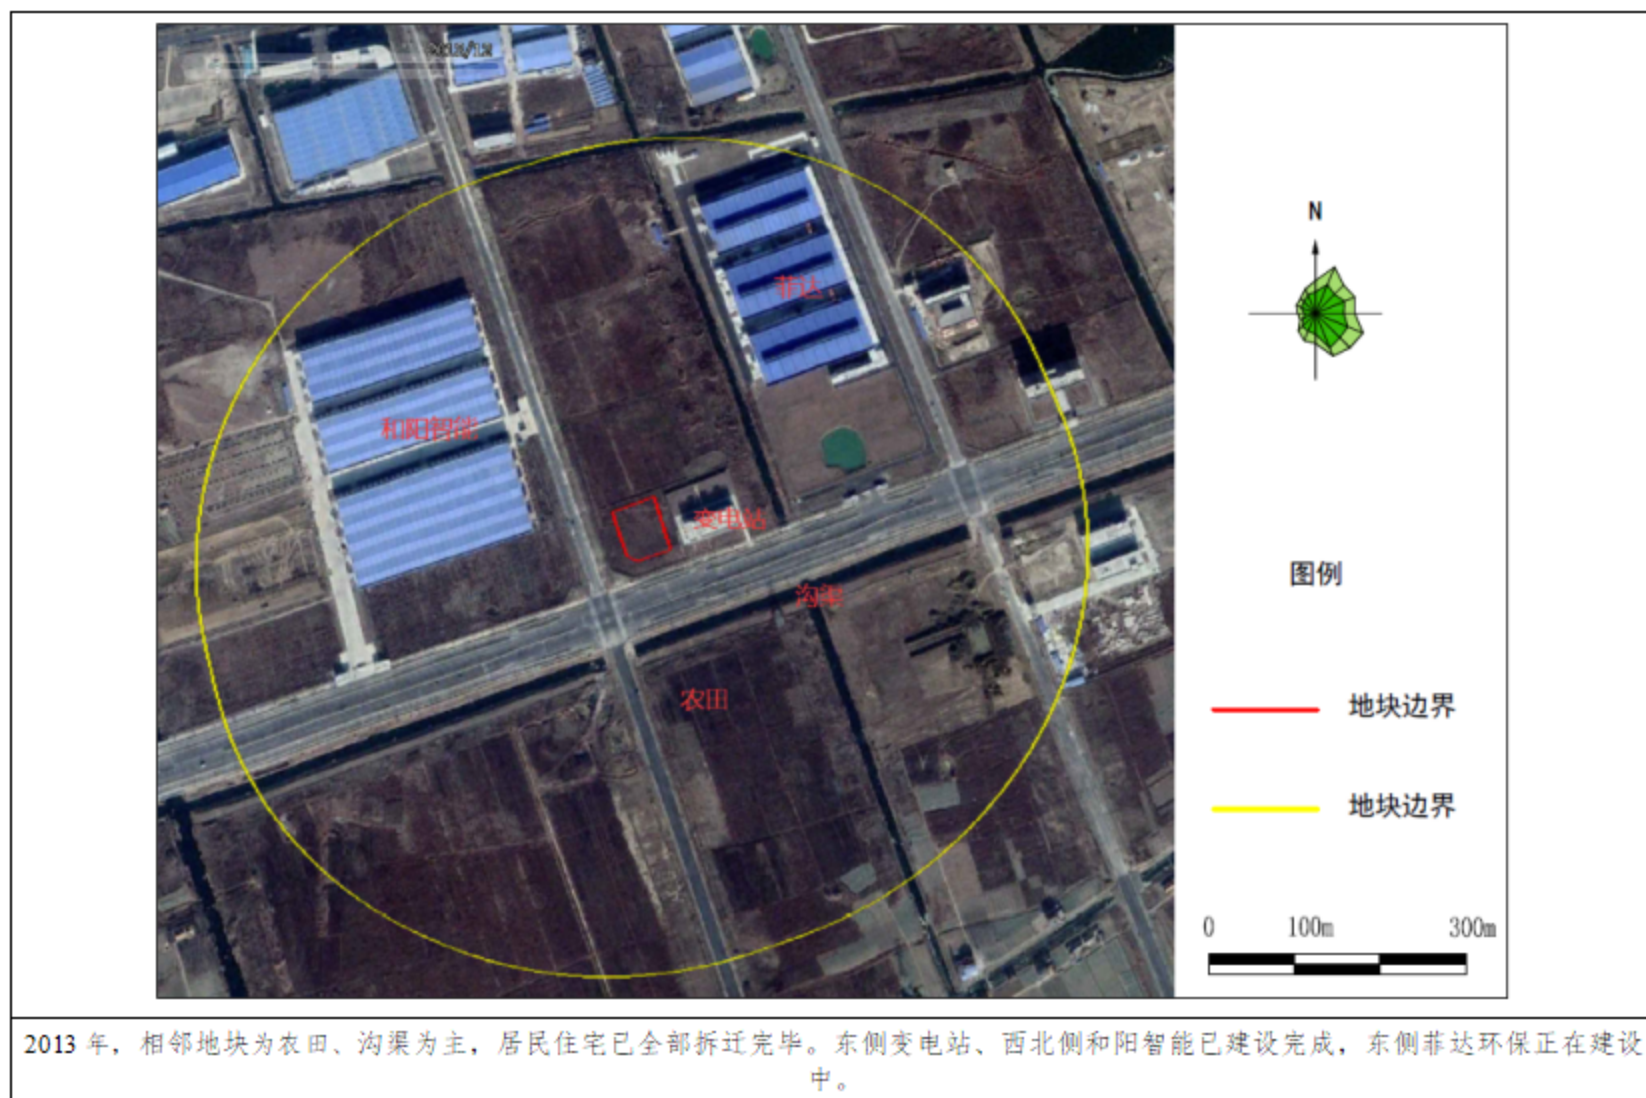 2013/12
N
菲达
和阳智能
变电站
沟渠
图例
农田
地块边界
地块边界
0 100m 300m
2013 年，相邻地块为农田、沟渠为主，居民住宅已全部拆迁完毕。东侧变电站、西北侧和阳智能已建设完成，东侧菲达环保正在建设
中。